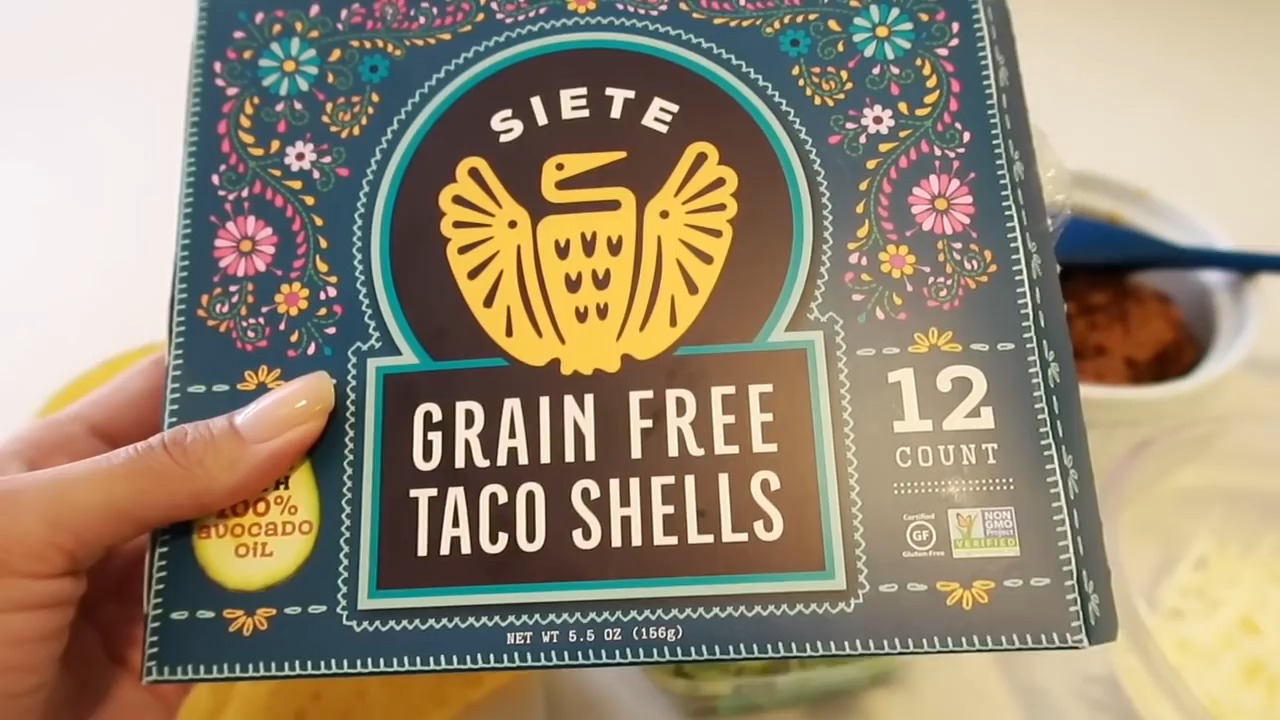 SIETE
GRAIN FREE
TACO SHELLS
12
COUNT
100%
avocado
OiL
Certified
GF
Gluten-Free
NON
GMO
Project
VERIFIED
NET WT 5.5 OZ (156g)